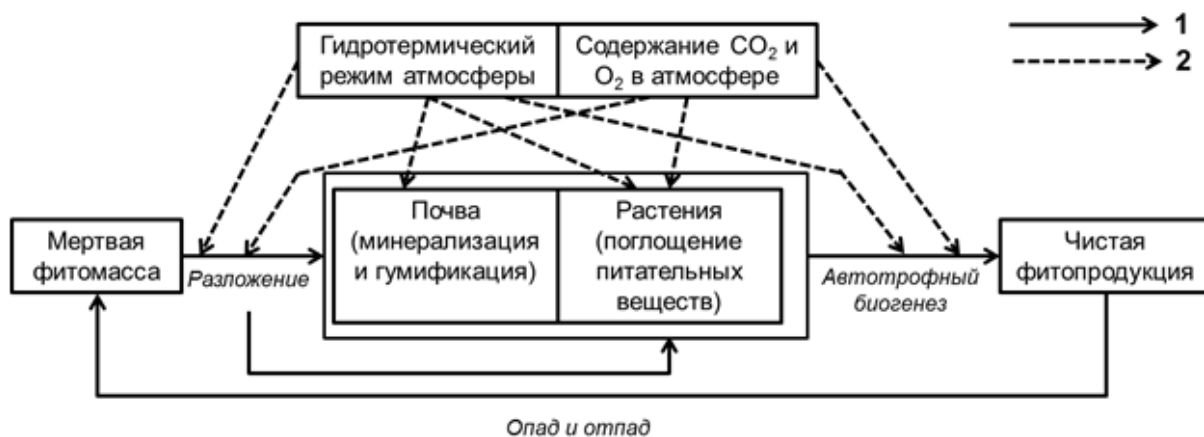 Гидротермический
режим атмосферы
Содержание CO₂ и
O₂ в атмосфере
1
2
Мертвая
фитомасса
Разложение
Почва
(минерализация
и гумификация)
Растения
(поглощение
питательных
веществ)
Автотрофный
биогенез
Чистая
фитопродукция
Опад и отпад